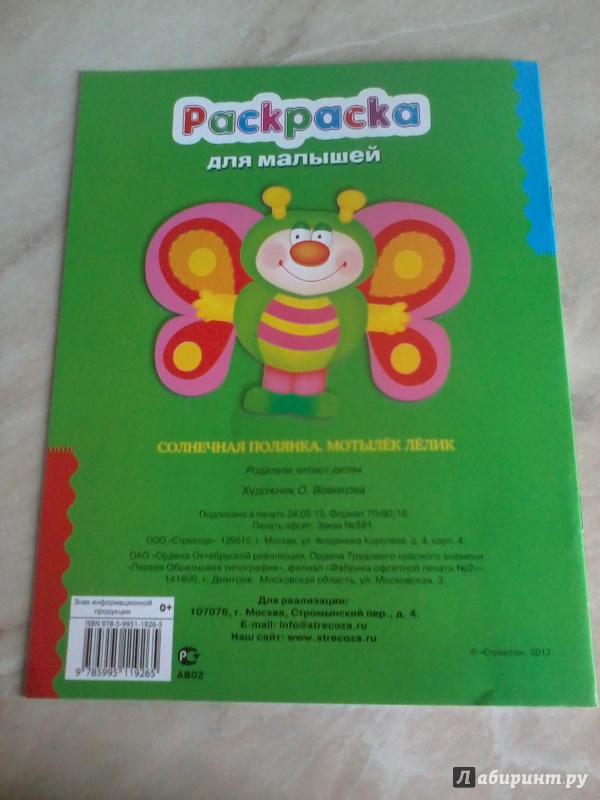 Раскраска
для малышей
СОЛНЕЧНАЯ ПОЛЯНКА. МОТЫЛЁК ЛЁЛИК
Родители читают детям
Художник О. Вовикова
Подписано в печать 24.05.13. Формат 70х90/16.
Печать офсет. Заказ №591.
ООО «Стрекоза» 129515, г. Москва, ул. Академика Королева, д. 4, корп. 4.
ОАО «Ордена Октябрьской революции, Ордена Трудового красного знамени
«Первая Образцовая типография», филиал «Фабрика офсетной печати №2»».
141800, г. Дмитров, Московская область, ул. Московская, 3.
Для реализации:
107076, г. Москва, Стромынский пер., д. 4.
E-mail: info@strecoza.ru
Наш сайт: www.strecoza.ru
© «Стрекоза», 2013
Знак информационной
продукции
0+
ISBN 978-5-9951-1926-5
9 785995 119265
АВ02
Лабиринт.ру